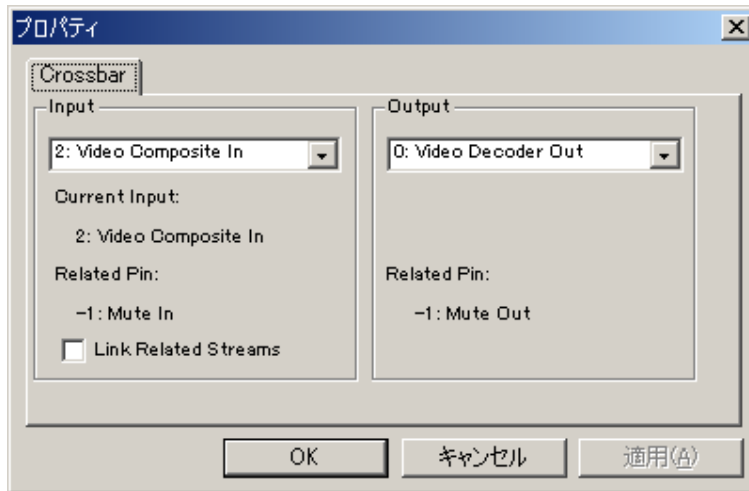 プロパティ
Crossbar
Input
2: Video Composite In
Current Input:
2: Video Composite In
Related Pin:
-1: Mute In
Link Related Streams
Output
0: Video Decoder Out
Related Pin:
-1: Mute Out
OK
キャンセル
適用(A)